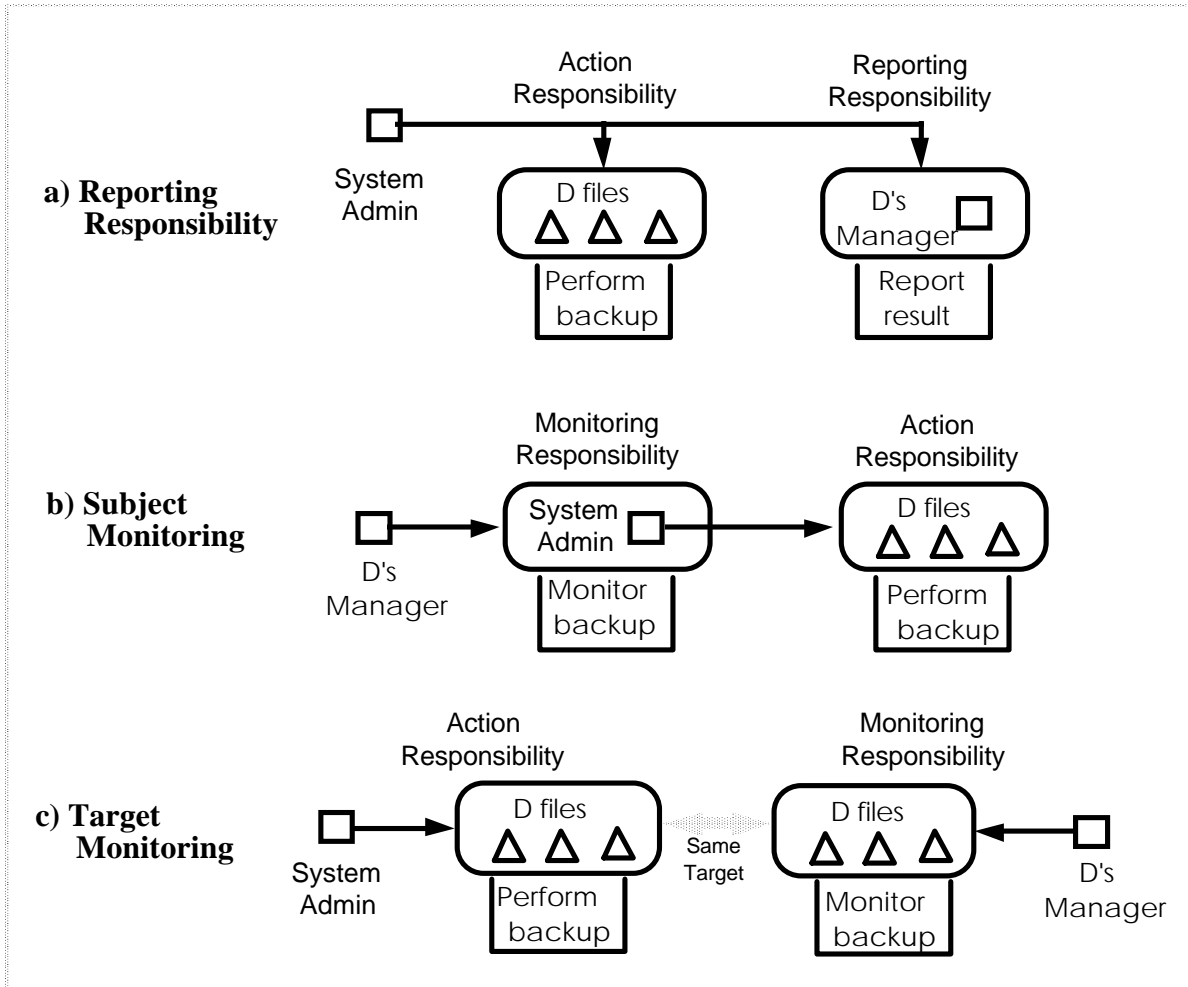 Action
Responsibility
Reporting
Responsibility
System
Admin
a) Reporting
Responsibility
D files
D's
Manager
Perform
backup
Report
result
Monitoring
Responsibility
Action
Responsibility
b) Subject
Monitoring
D's
Manager
System
Admin
D files
Monitor
backup
Perform
backup
Action
Responsibility
Monitoring
Responsibility
c) Target
Monitoring
System
Admin
D files
Same
Target
D files
D's
Manager
Perform
backup
Monitor
backup